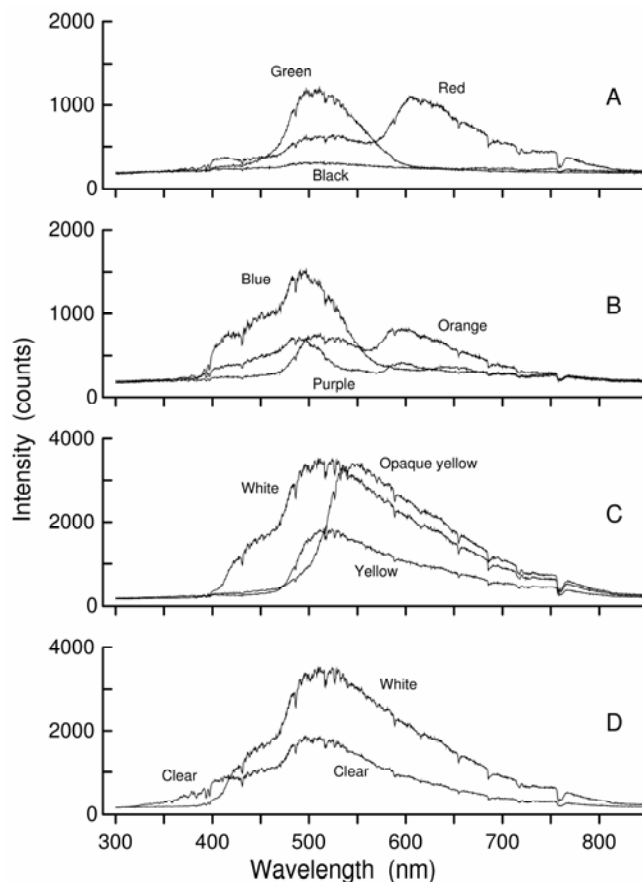 2000
Green
Red
A
1000
Black
0
2000
Blue
B
1000
Orange
Purple
0
4000
Opaque yellow
White
C
2000
Yellow
0
4000
White
D
2000
Clear
Clear
0
300 400 500 600 700 800
Wavelength (nm)
Intensity (counts)